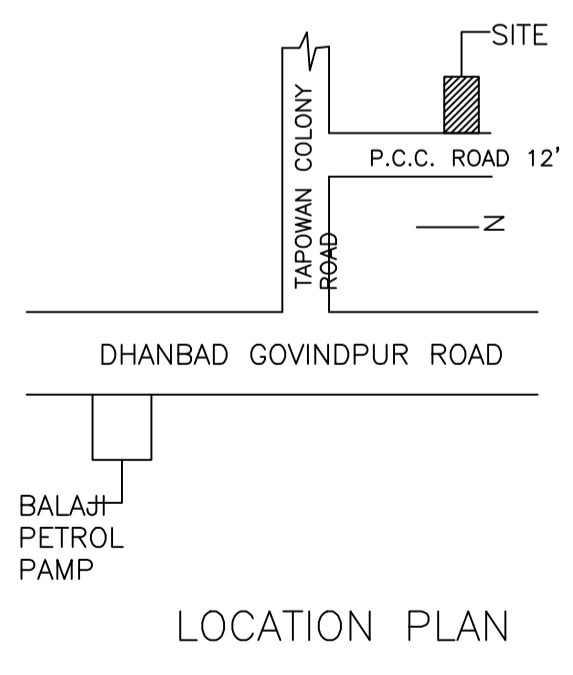 SITE
TAPOWAN COLONY
ROAD
P.C.C. ROAD 12'
N
DHANBAD GOVINDPUR ROAD
BALAJI
PETROL
PAMP
LOCATION PLAN